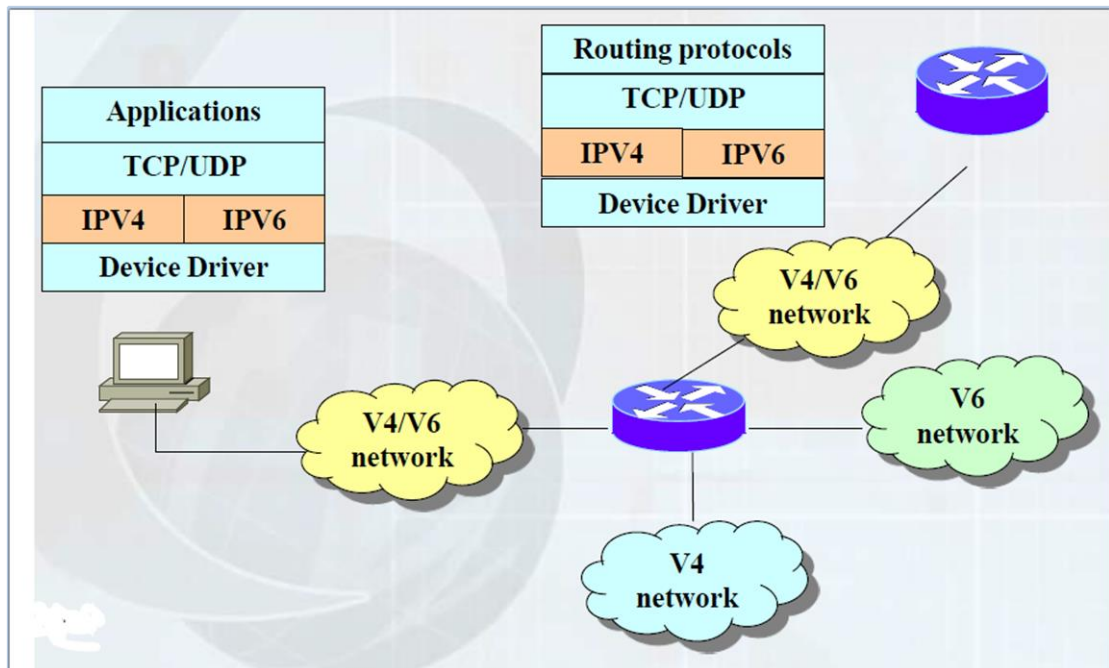 Applications
TCP/UDP
IPV4 IPV6
Device Driver
Routing protocols
TCP/UDP
IPV4 IPV6
Device Driver
V4/V6
network
V4/V6
network
V6
network
V4
network